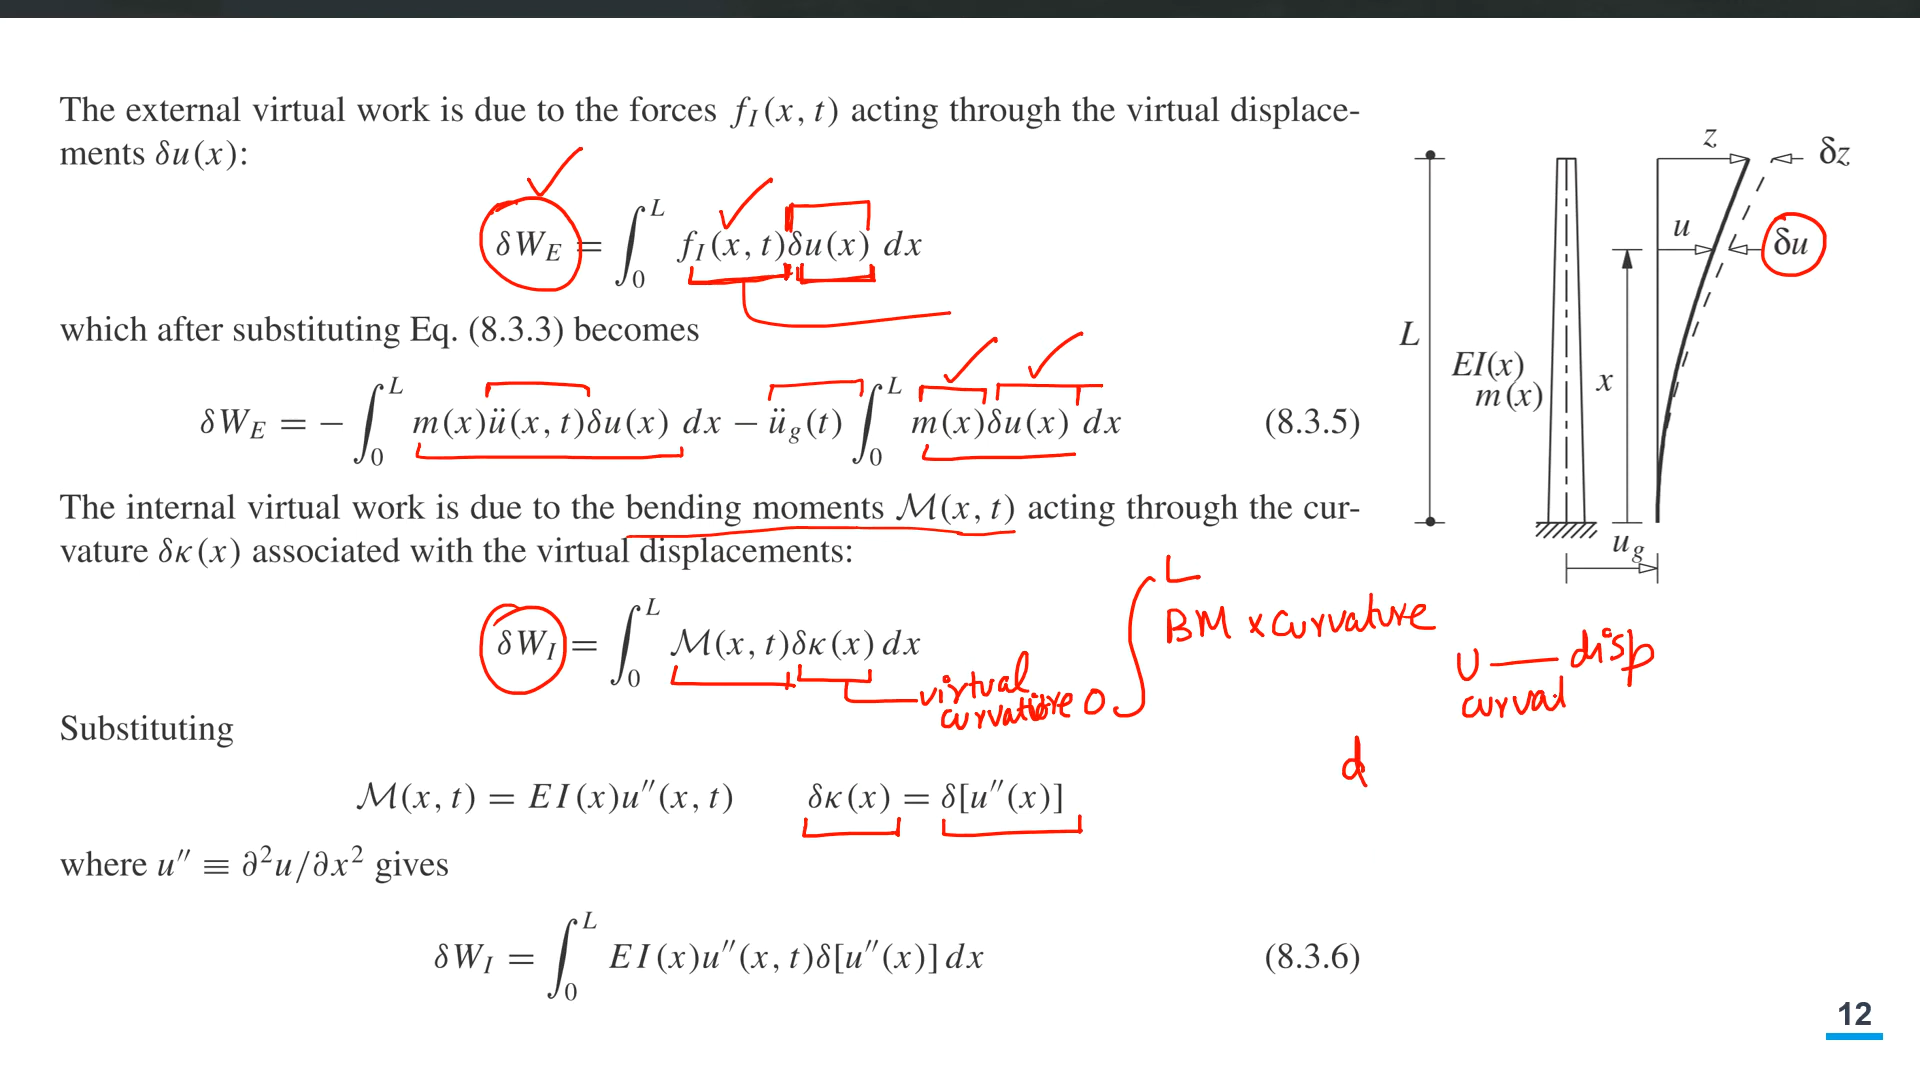 The external virtual work is due to the forces f_I(x, t) acting through the virtual displace-
ments δu(x):
δW_E = ∫_0^L f_I(x, t)δu(x) dx
which after substituting Eq. (8.3.3) becomes
δW_E = − ∫_0^L m(x)ü(x, t)δu(x) dx − ü_g(t) ∫_0^L m(x)δu(x) dx (8.3.5)
The internal virtual work is due to the bending moments ℳ(x, t) acting through the cur-
vature δκ(x) associated with the virtual displacements:
δW_I = ∫_0^L ℳ(x, t)δκ(x) dx
virtual
curvature
∫_0^L BM x curvature
U — disp
curvat
d
Substituting
ℳ(x, t) = EI(x)u″(x, t) δκ(x) = δ[u″(x)]
where u″ ≡ ∂²u/∂x² gives
δW_I = ∫_0^L EI(x)u″(x, t)δ[u″(x)] dx (8.3.6)
z
δz
u
δu
L
EI(x)
m(x)
x
u_g
12